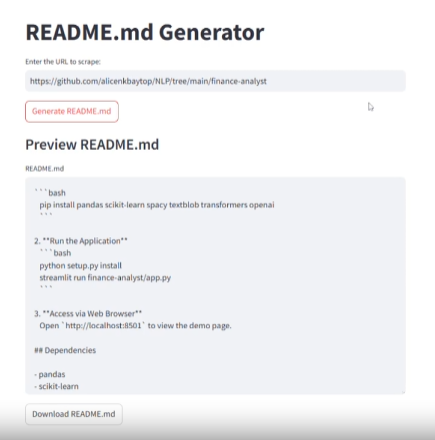 README.md Generator
Enter the URL to scrape:
https://github.com/alicenkbaytop/NLP/tree/main/finance-analyst
Generate README.md
Preview README.md
README.md
```bash
pip install pandas scikit-learn spacy textblob transformers openai
```
2. **Run the Application**
```bash
python setup.py install
streamlit run finance-analyst/app.py
```
3. **Access via Web Browser**
Open `http://localhost:8501` to view the demo page.
## Dependencies
- pandas
- scikit-learn
Download README.md